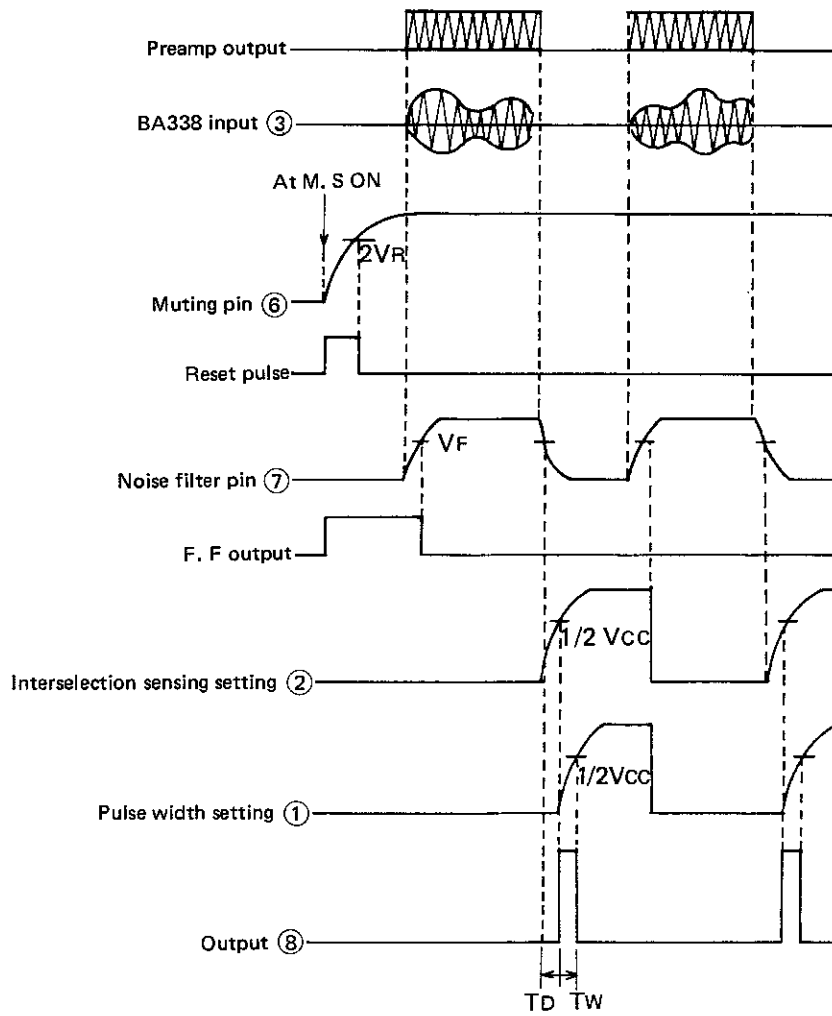 Preamp output
BA338 input ③
At M. S ON
2VR
Muting pin ⑥
Reset pulse
VF
Noise filter pin ⑦
F. F output
1/2 VCC
Interselection sensing setting ②
1/2VCC
Pulse width setting ①
Output ⑧
TD TW